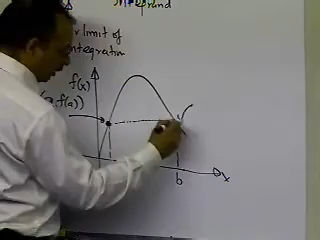 Integrand
limit of
integration
f(x)
f(a))
b
x